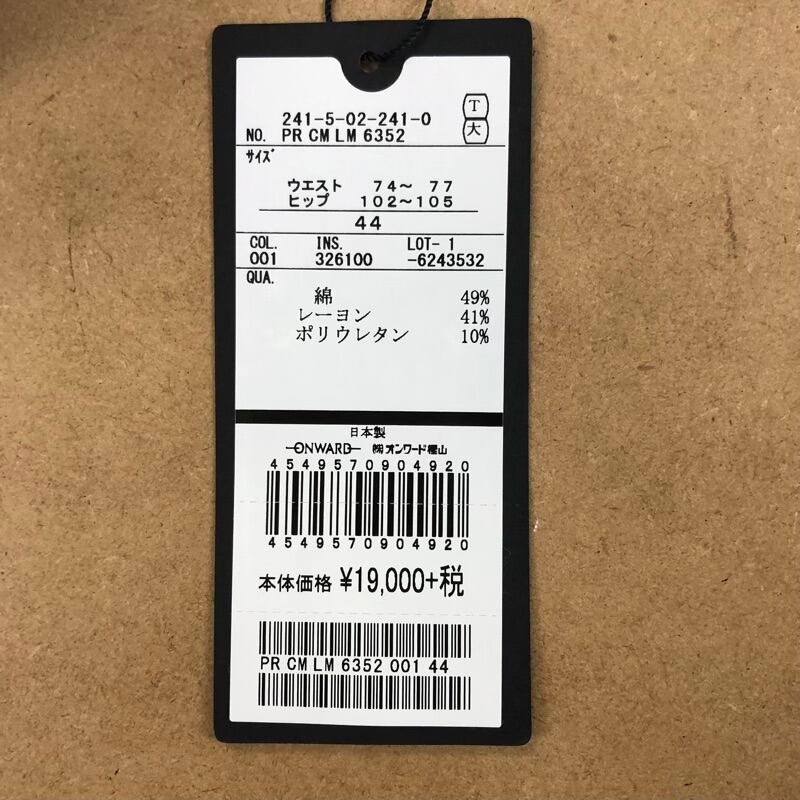 241-5-02-241-0
NO. PR CM LM 6352
T
大
サイズ
ウエスト 74~ 77
ヒップ 102~105
44
COL. INS. LOT- 1
001 326100 -6243532
QUA.
綿 49%
レーヨン 41%
ポリウレタン 10%
日本製
ONWARD ㈱オンワード樫山
4549570904920
4549570904920
本体価格 ¥19,000+税
PR CM LM 6352 001 44